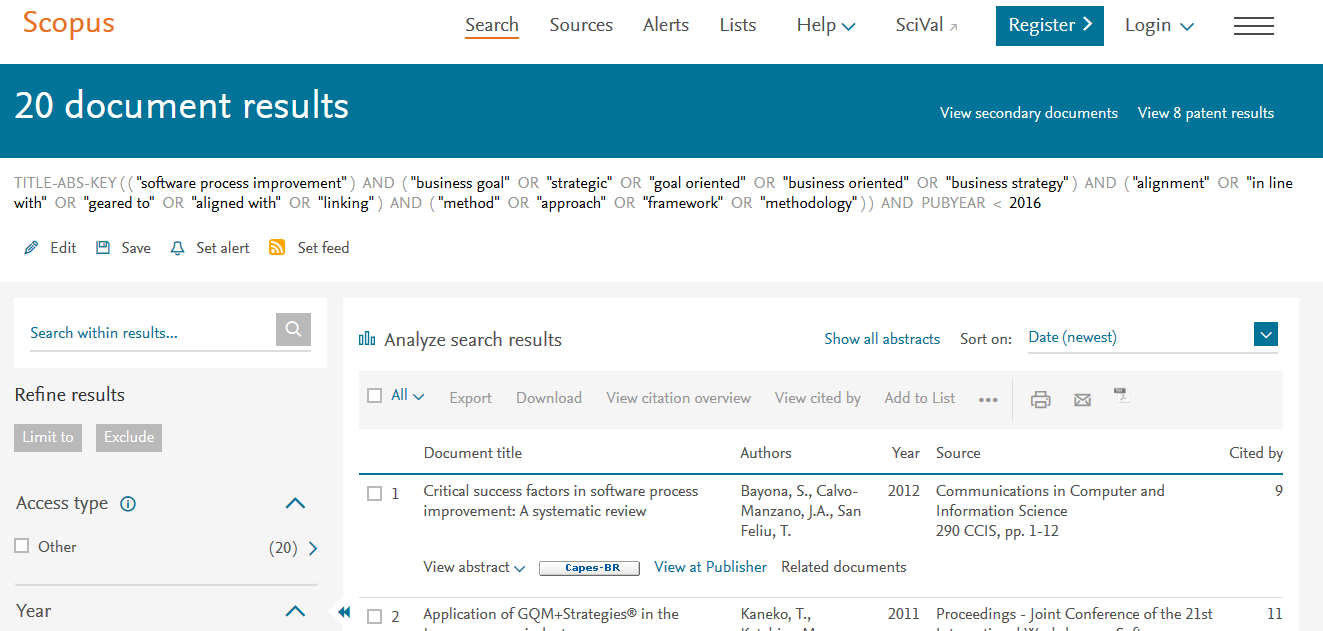 Scopus
Search Sources Alerts Lists Help SciVal Register Login
20 document results
View secondary documents View 8 patent results
TITLE-ABS-KEY (( "software process improvement" ) AND ( "business goal" OR "strategic" OR "goal oriented" OR "business oriented" OR "business strategy" ) AND ( "alignment" OR "in line
with" OR "geared to" OR "aligned with" OR "linking" ) AND ( "method" OR "approach" OR "framework" OR "methodology" )) AND PUBYEAR < 2016
Edit Save Set alert Set feed
Search within results...
Analyze search results Show all abstracts Sort on: Date (newest)
Refine results
All Export Download View citation overview View cited by Add to List •••
Limit to Exclude
Document title Authors Year Source Cited by
Access type
Other (20)
Year
1 Critical success factors in software process Bayona, S., Calvo- 2012 Communications in Computer and 9
improvement: A systematic review Manzano, J.A., San Information Science
Feliu, T. 290 CCIS, pp. 1-12
View abstract Capes-BR View at Publisher Related documents
2 Application of GQM+Strategies® in the Kaneko, T., 2011 Proceedings - Joint Conference of the 21st 11